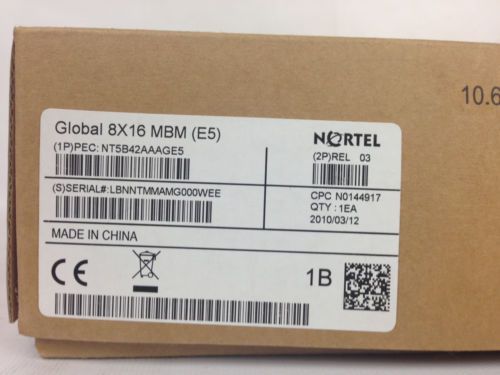 Global 8X16 MBM (E5)
(1P)PEC: NT5B42AAAGE5
NORTEL
(2P)REL 03
(S)SERIAL#:LBNNTMMAMG000WEE
CPC N0144917
QTY : 1EA
2010/03/12
MADE IN CHINA
CE
1B
10.6